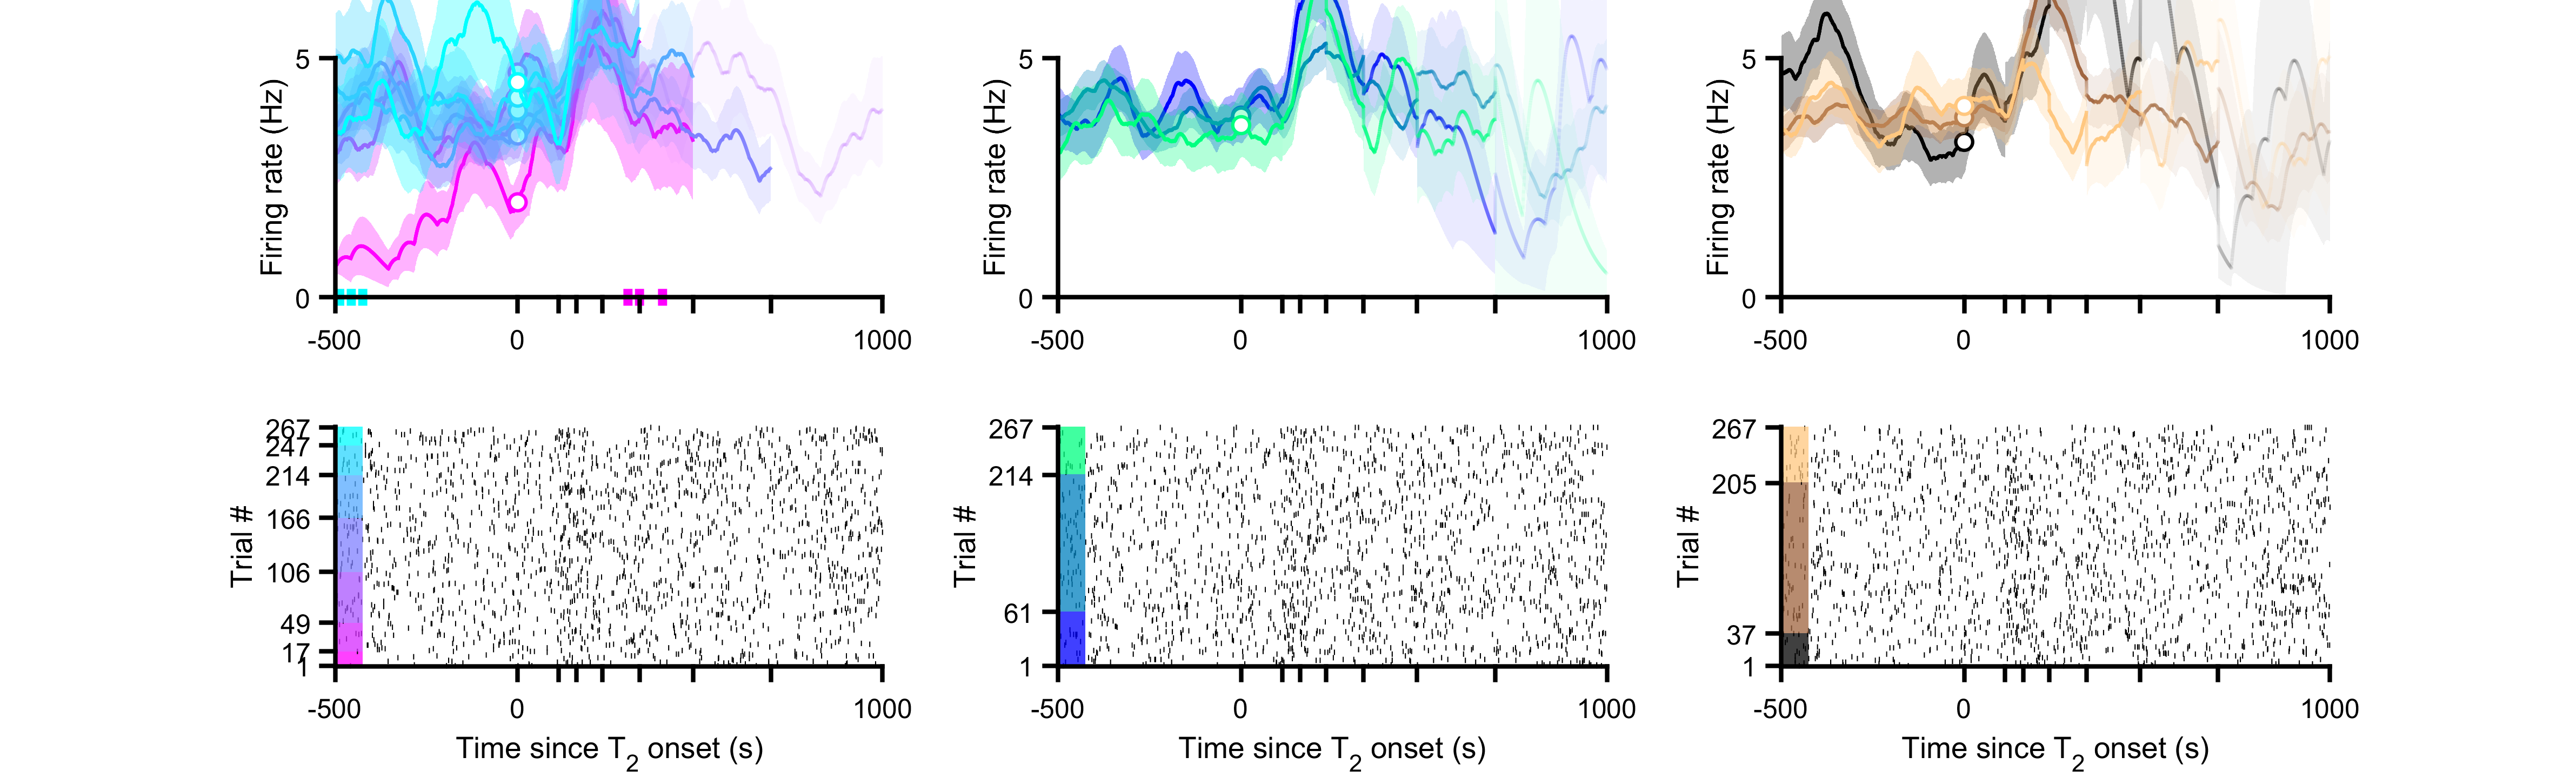 5 5 5
Firing rate (Hz) Firing rate (Hz) Firing rate (Hz)
0 0 0
-500 0 1000 -500 0 1000 -500 0 1000
267 267 267
247
214 214 205
166
Trial # Trial # Trial #
106
49 61 37
17
1 1 1
-500 0 1000 -500 0 1000 -500 0 1000
Time since T2 onset (s) Time since T2 onset (s) Time since T2 onset (s)